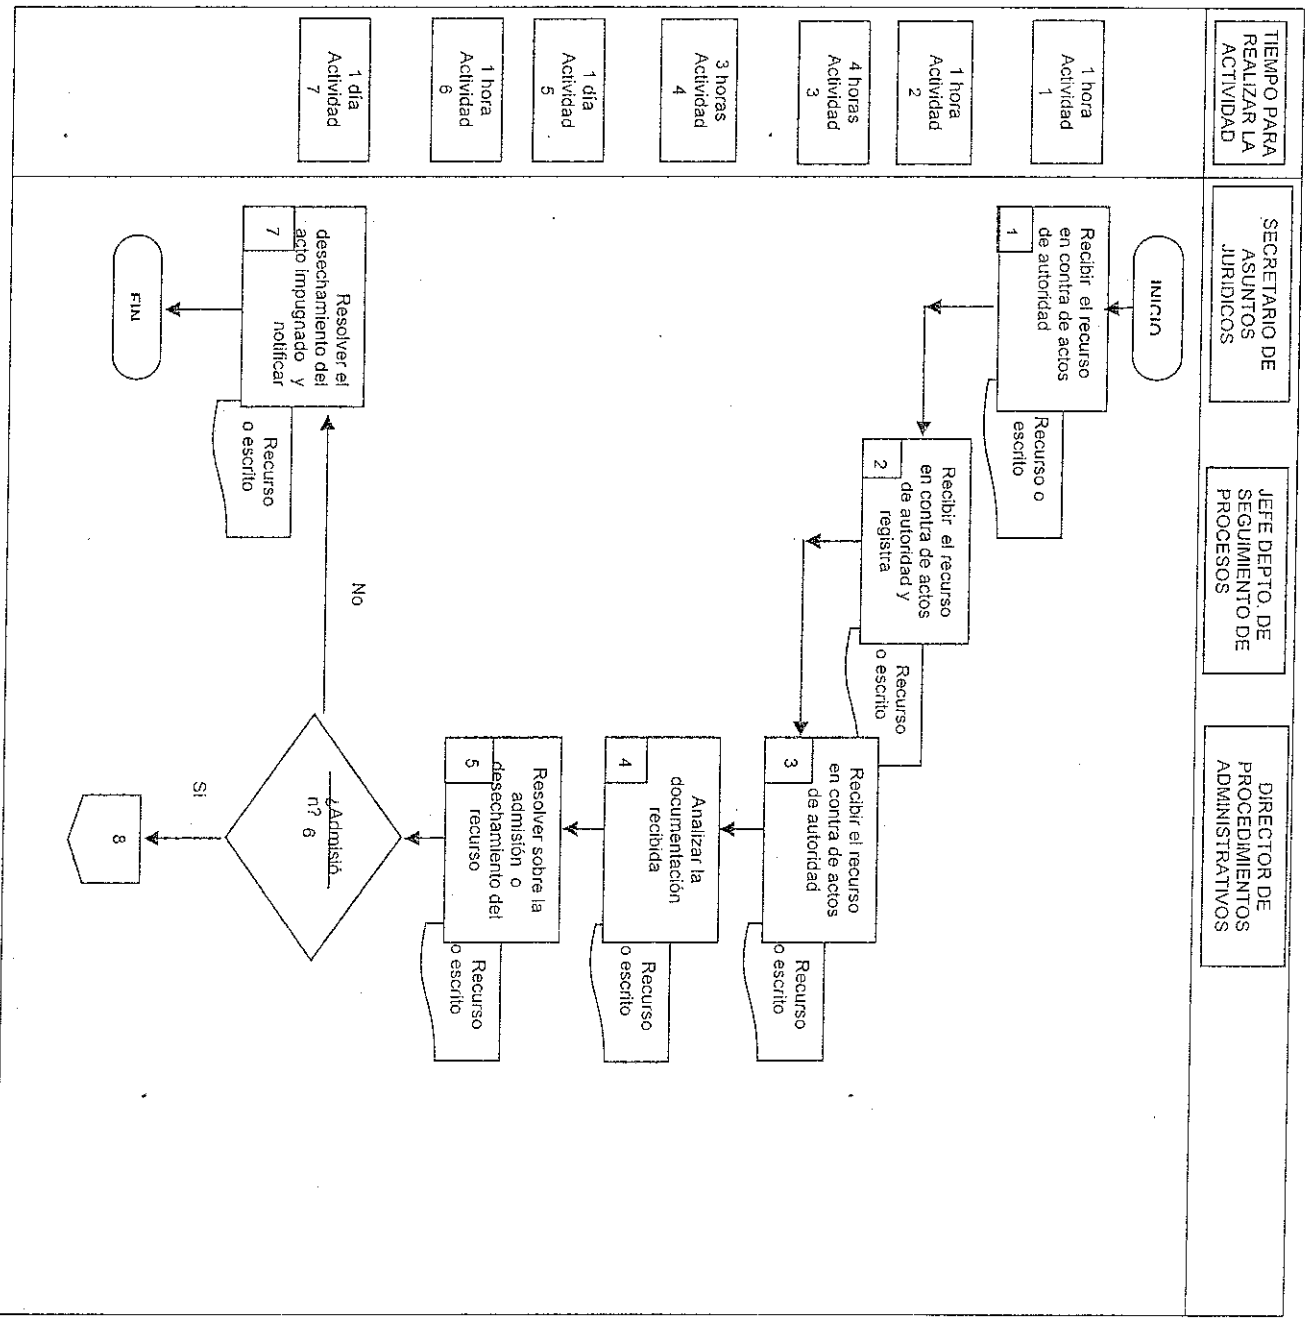 TIEMPO PARA
REALIZAR LA
ACTIVIDAD
SECRETARIO DE
ASUNTOS
JURIDICOS
JEFE DEPTO. DE
SEGUIMIENTO DE
PROCESOS
DIRECTOR DE
PROCEDIMIENTOS
ADMINISTRATIVOS
INICIO
1 hora
Actividad
1
Recibir el recurso
en contra de actos
de autoridad
1
Recurso o
escrito
1 hora
Actividad
2
Recibir el recurso
en contra de actos
de autoridad y
registra
2
Recurso
o escrito
4 horas
Actividad
3
Recibir el recurso
en contra de actos
de autoridad
3
Recurso
o escrito
3 horas
Actividad
4
Analizar la
documentación
recibida
4
Recurso
o escrito
1 día
Actividad
5
Resolver sobre la
admisión o
desechamiento del
recurso
5
Recurso
o escrito
1 hora
Actividad
6
¿Admisió
n? 6
No
Si
1 día
Actividad
7
Resolver el
desechamiento del
acto impugnado y
notificar
7
Recurso
o escrito
FIN
8